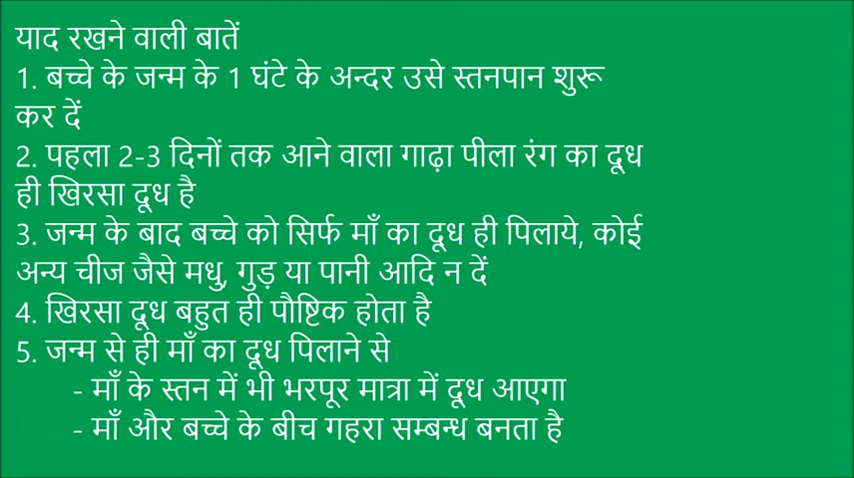 याद रखने वाली बातें
1. बच्चे के जन्म के 1 घंटे के अन्दर उसे स्तनपान शुरू
कर दें
2. पहला 2-3 दिनों तक आने वाला गाढ़ा पीला रंग का दूध
ही खिरसा दूध है
3. जन्म के बाद बच्चे को सिर्फ माँ का दूध ही पिलाये, कोई
अन्य चीज जैसे मधु, गुड़ या पानी आदि न दें
4. खिरसा दूध बहुत ही पौष्टिक होता है
5. जन्म से ही माँ का दूध पिलाने से
- माँ के स्तन में भी भरपूर मात्रा में दूध आएगा
- माँ और बच्चे के बीच गहरा सम्बन्ध बनता है